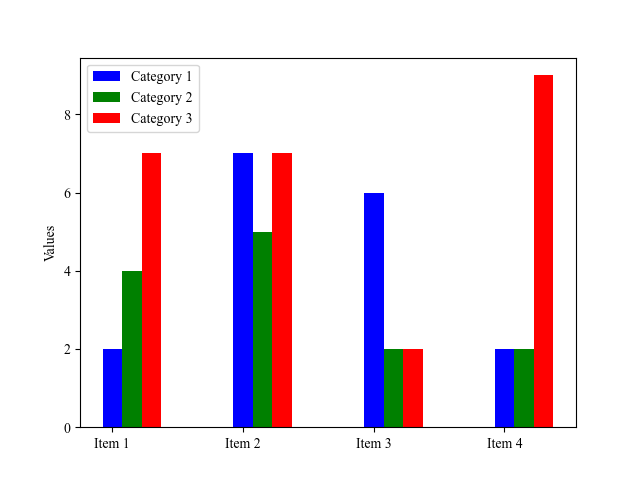 Category 1
Category 2
Category 3
Values
8
6
4
2
0
Item 1 Item 2 Item 3 Item 4